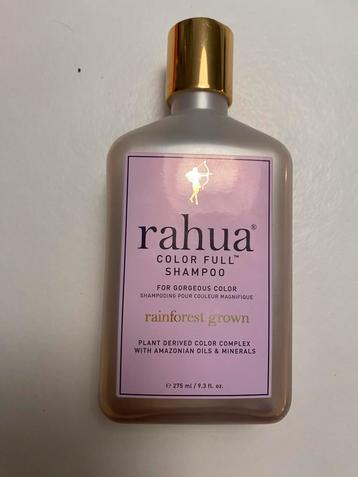 rahua®
COLOR FULL™
SHAMPOO
FOR GORGEOUS COLOR
SHAMPOOING POUR COULEUR MAGNIFIQUE
rainforest grown
PLANT DERIVED COLOR COMPLEX
WITH AMAZONIAN OILS & MINERALS
℮ 275 ml / 9.3 fl. oz.